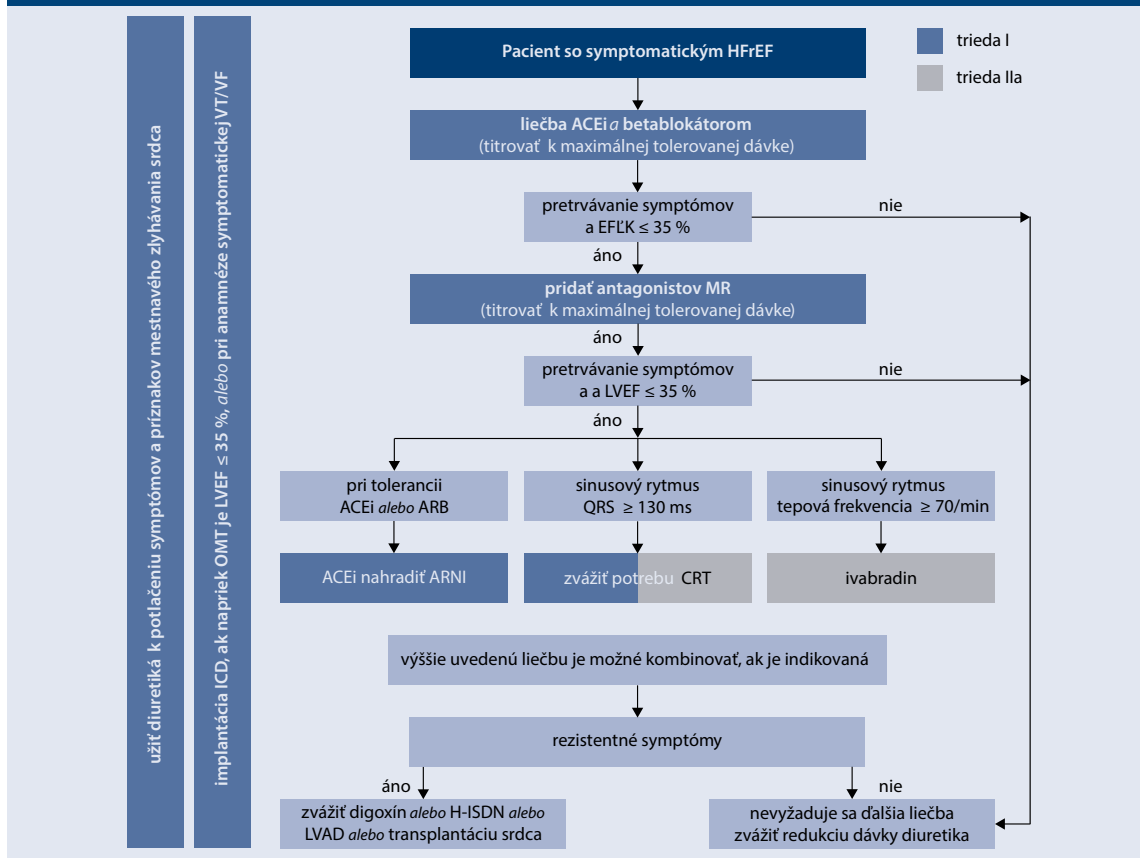 užiť diuretiká k potlačeniu symptómov a príznakov mestnavého zlyhávania srdca
implantácia ICD, ak napriek OMT je LVEF ≤ 35 %, alebo pri anamnéze symptomatickej VT/VF
Pacient so symptomatickým HFrEF
trieda I
trieda IIa
liečba ACEi a betablokátorom
(titrovať k maximálnej tolerovanej dávke)
pretrvávanie symptómov
a EFĽK ≤ 35 %
nie
áno
pridať antagonistov MR
(titrovať k maximálnej tolerovanej dávke)
áno
pretrvávanie symptómov
a a LVEF ≤ 35 %
nie
áno
pri tolerancii
ACEi alebo ARB
sinusový rytmus
QRS ≥ 130 ms
sinusový rytmus
tepová frekvencia ≥ 70/min
ACEi nahradiť ARNI
zvážiť potrebu CRT
ivabradin
výššie uvedenú liečbu je možné kombinovať, ak je indikovaná
rezistentné symptómy
áno
nie
zvážiť digoxín alebo H-ISDN alebo
LVAD alebo transplantáciu srdca
nevyžaduje sa ďalšia liečba
zvážiť redukciu dávky diuretika